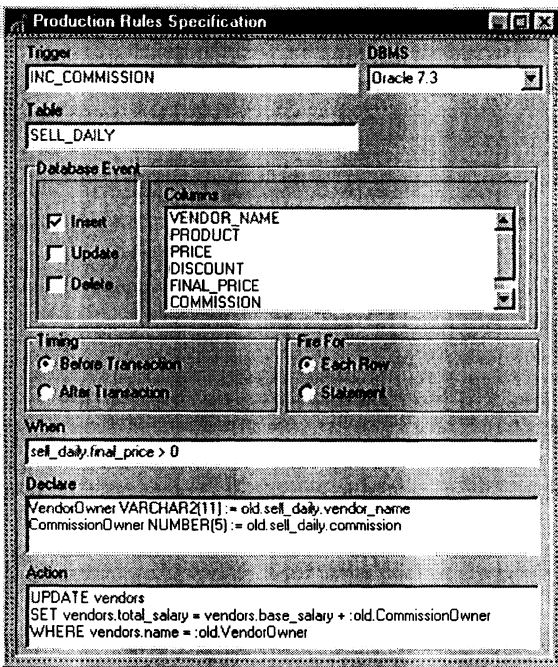 Production Rules Specification
Trigger
DBMS
INC_COMMISSION
Oracle 7.3
Table
SELL_DAILY
Database Event
Columns
Insert
Update
Delete
VENDOR_NAME
PRODUCT
PRICE
DISCOUNT
FINAL_PRICE
COMMISSION
Timing
Before Transaction
After Transaction
Fire For
Each Row
Statement
When
sell_daily.final_price > 0
Declare
VendorOwner VARCHAR2(11) := old.sell_daily.vendor_name
CommissionOwner NUMBER(5) := old.sell_daily.commission
Action
UPDATE vendors
SET vendors.total_salary = vendors.base_salary + :old.CommissionOwner
WHERE vendors.name = :old.VendorOwner